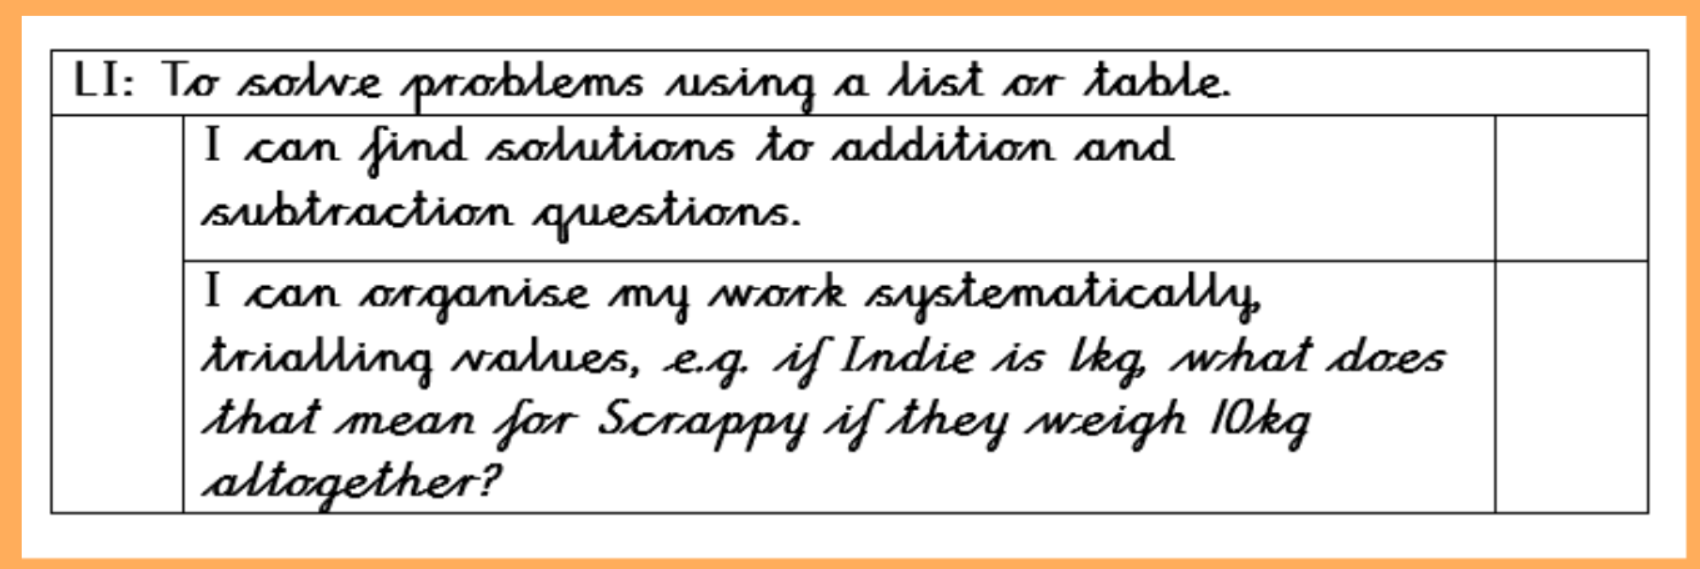 LI: To solve problems using a list or table.
I can find solutions to addition and
subtraction questions.
I can organise my work systematically,
trialling values, e.g. if Indie is 1kg, what does
that mean for Scrappy if they weigh 10kg
altogether?